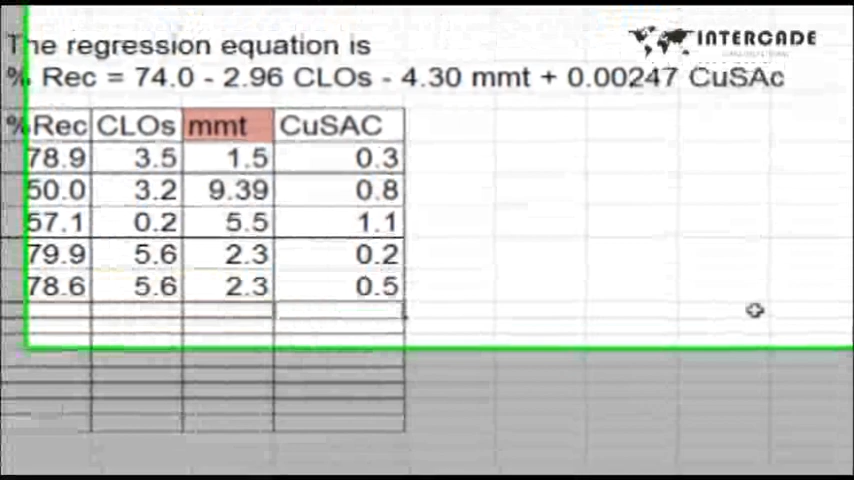 INTERCADE
The regression equation is
% Rec = 74.0 - 2.96 CLOs - 4.30 mmt + 0.00247 CuSAc
%Rec CLOs mmt CuSAC
78.9 3.5 1.5 0.3
50.0 3.2 9.39 0.8
57.1 0.2 5.5 1.1
79.9 5.6 2.3 0.2
78.6 5.6 2.3 0.5